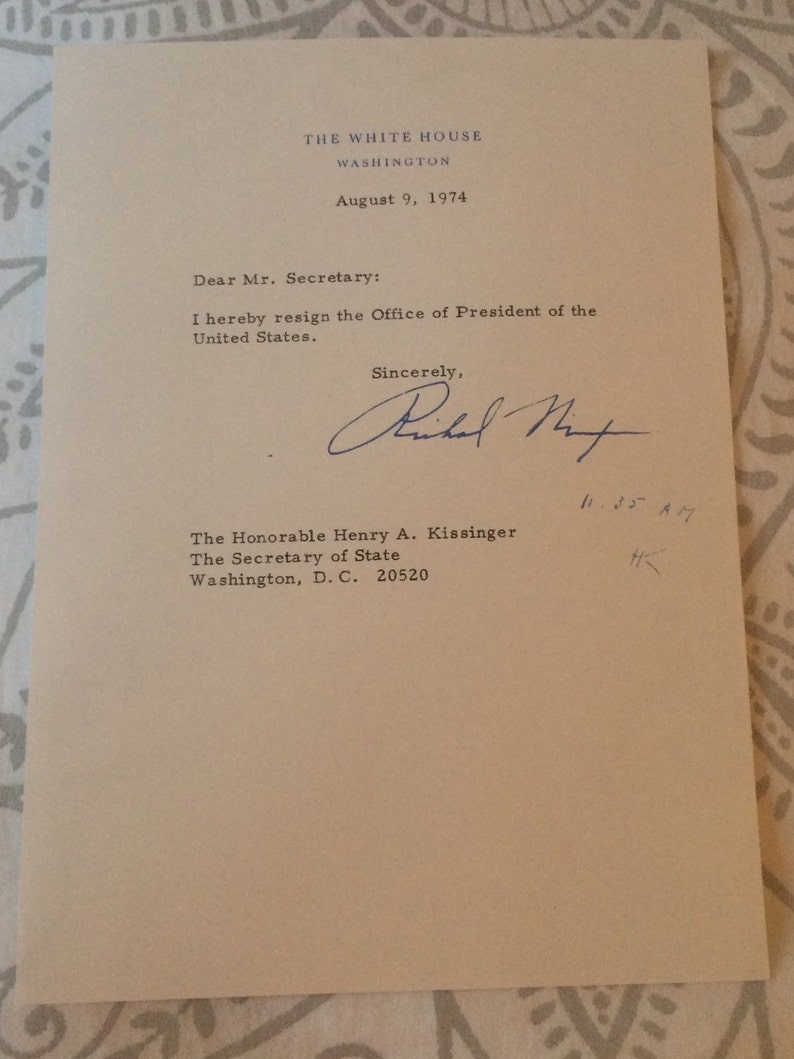 THE WHITE HOUSE
WASHINGTON
August 9, 1974
Dear Mr. Secretary:
I hereby resign the Office of President of the
United States.
Sincerely,
Richard Nixon
11.35 AM
HK
The Honorable Henry A. Kissinger
The Secretary of State
Washington, D. C. 20520